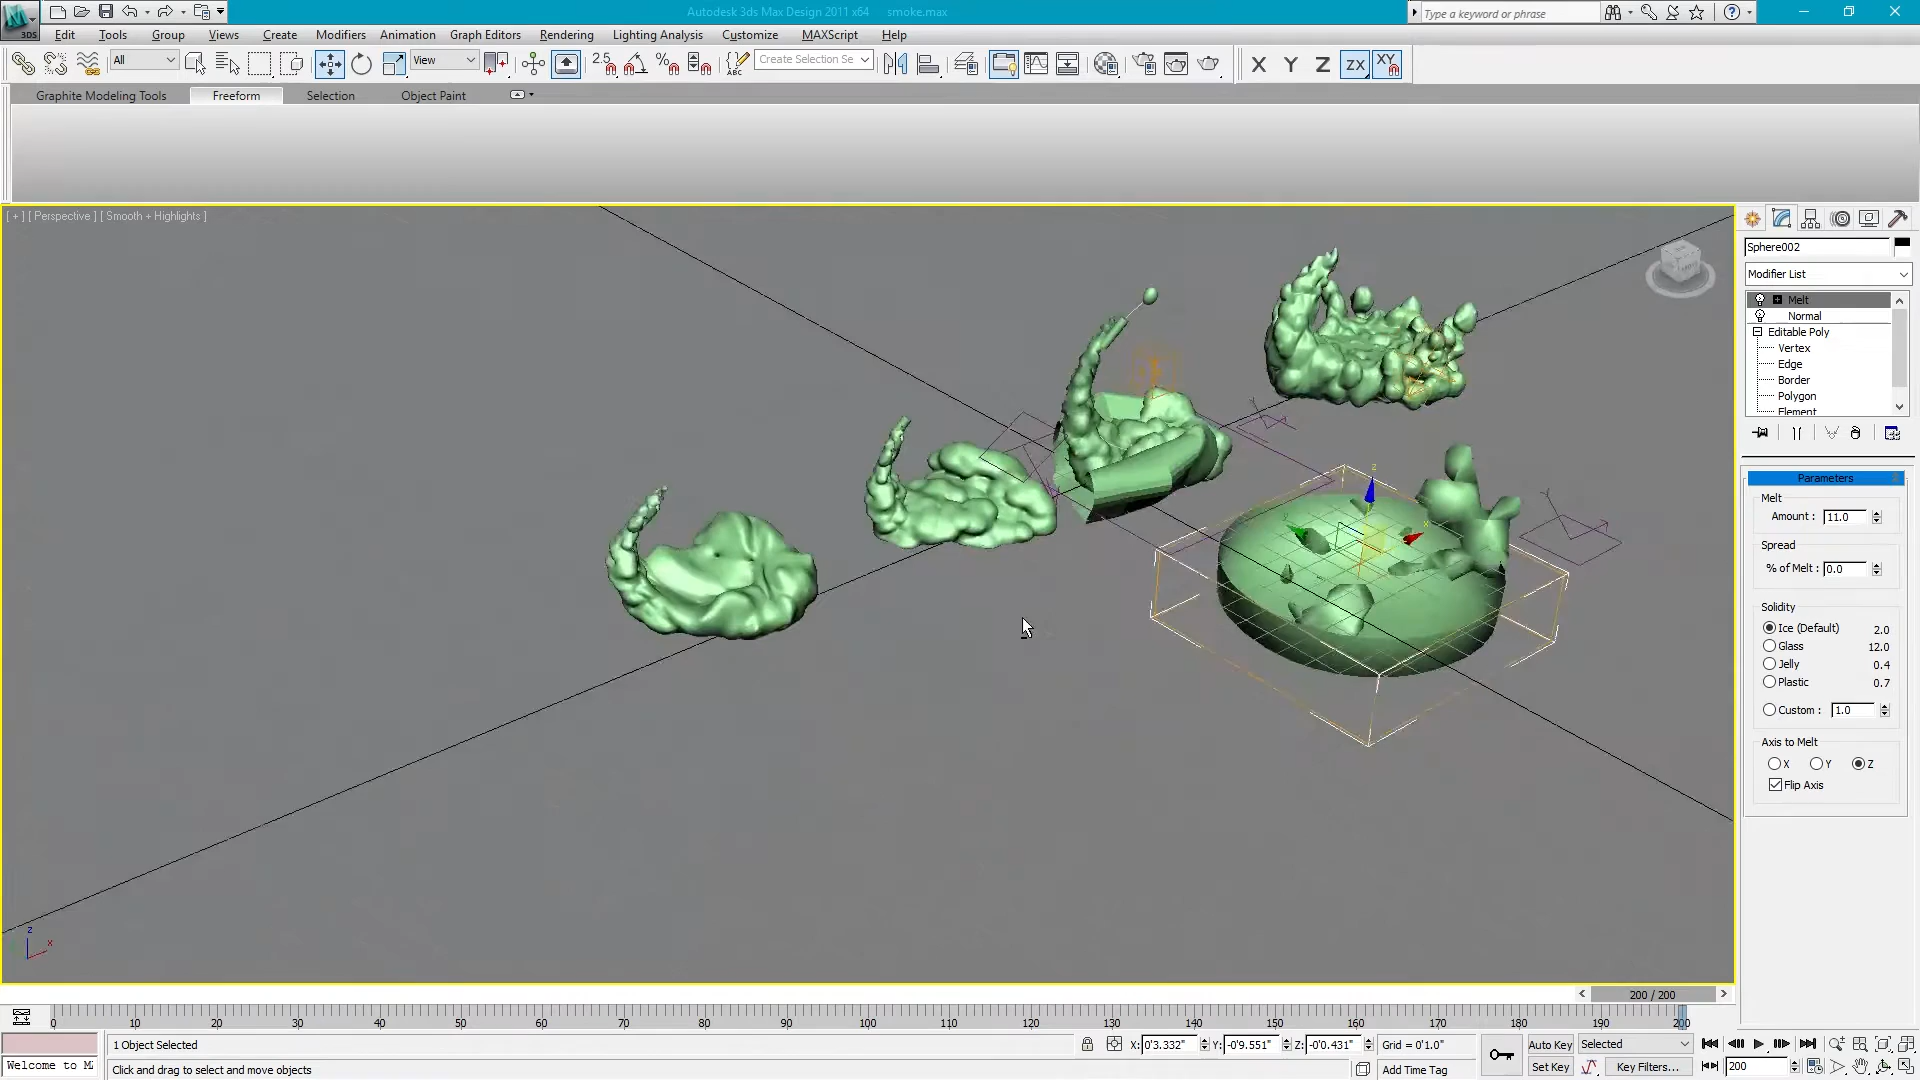 Autodesk 3ds Max Design 2011 x64 smoke.max
Type a keyword or phrase
3DS
Edit Tools Group Views Create Modifiers Animation Graph Editors Rendering Lighting Analysis Customize MAXScript Help
All View 2.5 % ABC Create Selection Se X Y Z ZX XY
Graphite Modeling Tools Freeform Selection Object Paint
[ + ] [ Perspective ] [ Smooth + Highlights ]
Sphere002
Modifier List
Melt
Normal
Editable Poly
Vertex
Edge
Border
Polygon
Element
Parameters
Melt
Amount : 11.0
Spread
% of Melt : 0.0
Solidity
Ice (Default) 2.0
Glass 12.0
Jelly 0.4
Plastic 0.7
Custom : 1.0
Axis to Melt
X Y Z
Flip Axis
z
x
z
x
200 / 200
0 10 20 30 40 50 60 70 80 90 100 110 120 130 140 150 160 170 180 190 200
1 Object Selected X: 0'3.332" Y: -0'9.551" Z: -0'0.431" Grid = 0'1.0" Auto Key Selected
Welcome to M Click and drag to select and move objects Add Time Tag Set Key Key Filters... 200